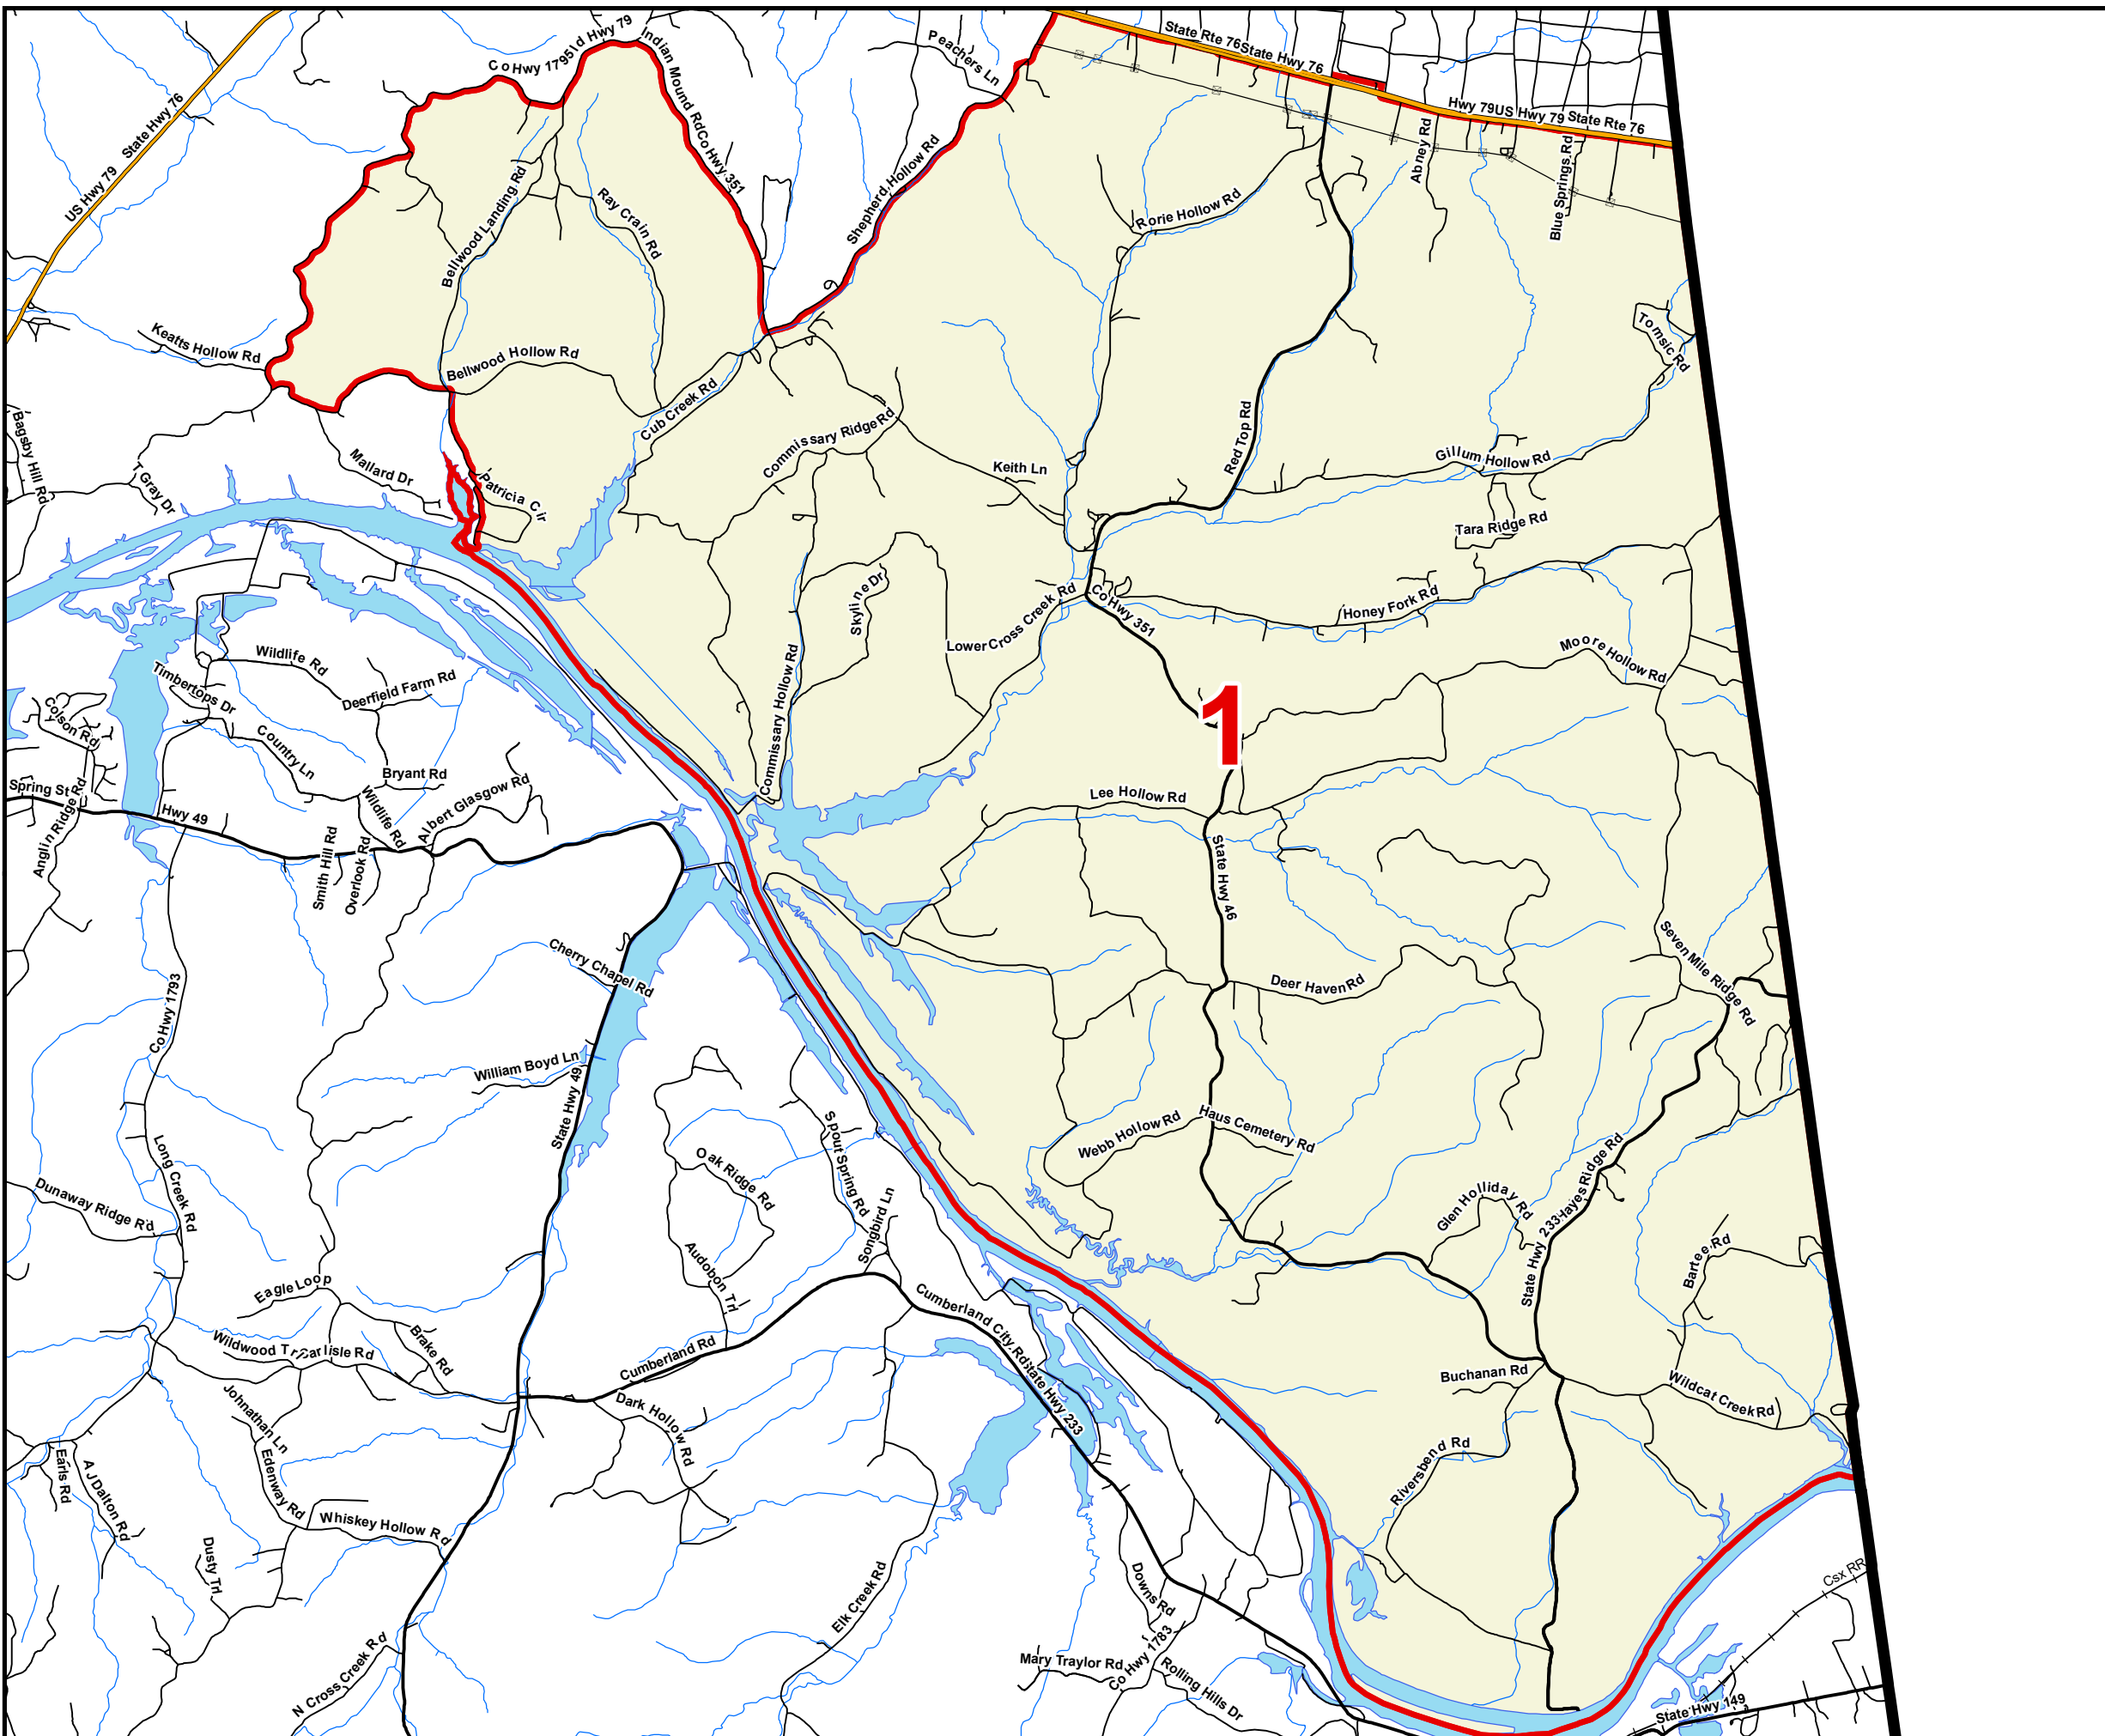 State Rte 76
State Hwy 76
Co Hwy 1795
Hwy 79
Indian Mound Rd
Co Hwy 351
Peachers Ln
State Hwy 76
US Hwy 79
Hwy 79
US Hwy 79
State Rte 76
Abney Rd
Blue Springs Rd
Shepherd Hollow Rd
Bellwood Landing Rd
Ray Crain Rd
Rorie Hollow Rd
Keatts Hollow Rd
Tomsic Rd
Bellwood Hollow Rd
Cub Creek Rd
Commissary Ridge Rd
Red Top Rd
Bagsby Hill Rd
T Gray Dr
Mallard Dr
Patricia Cir
Keith Ln
Gillum Hollow Rd
Tara Ridge Rd
Skyline Dr
Lower Cross Creek Rd
Co Hwy 351
Honey Fork Rd
Moore Hollow Rd
Wildlife Rd
Timbertops Dr
Deerfield Farm Rd
Colson Rd
Country Ln
Commissary Hollow Rd
1
Bryant Rd
Spring St
Anglin Ridge Rd
Hwy 49
Wildlife Rd
Albert Glasgow Rd
Lee Hollow Rd
Smith Hill Rd
Overlook Rd
State Hwy 46
Cherry Chapel Rd
Deer Haven Rd
Seven Mile Ridge Rd
Co Hwy 1793
William Boyd Ln
State Hwy 49
Webb Hollow Rd
Haus Cemetery Rd
Spout Spring Rd
Long Creek Rd
Oak Ridge Rd
Dunaway Ridge Rd
Songbird Ln
Glen Holliday Rd
Hayes Ridge Rd
State Hwy 233
Bartee Rd
Audobon Trl
Eagle Loop
Cumberland City Rd
State Hwy 233
Wildwood Trl
Carlisle Rd
Brake Rd
Cumberland Rd
Buchanan Rd
Wildcat Creek Rd
Johnathan Ln
Dark Hollow Rd
Riversbend Rd
Earls Rd
A J Dalton Rd
Edenway Rd
Whiskey Hollow Rd
Dusty Trl
Elk Creek Rd
Downs Rd
Csx RR
N Cross Creek Rd
Mary Traylor Rd
Co Hwy 1783
Rolling Hills Dr
State Hwy 149